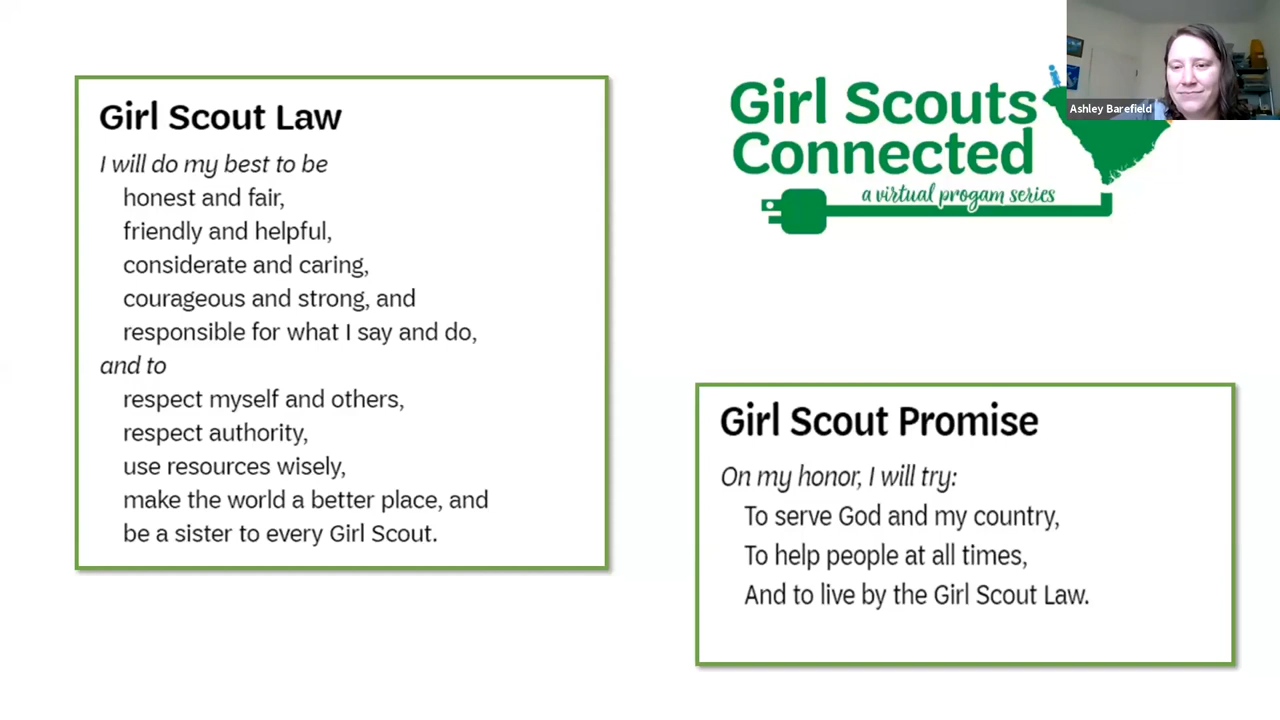 Girl Scout Law
I will do my best to be
honest and fair,
friendly and helpful,
considerate and caring,
courageous and strong, and
responsible for what I say and do,
and to
respect myself and others,
respect authority,
use resources wisely,
make the world a better place, and
be a sister to every Girl Scout.
Girl Scouts
Connected
a virtual progam series
Ashley Barefield
Girl Scout Promise
On my honor, I will try:
To serve God and my country,
To help people at all times,
And to live by the Girl Scout Law.